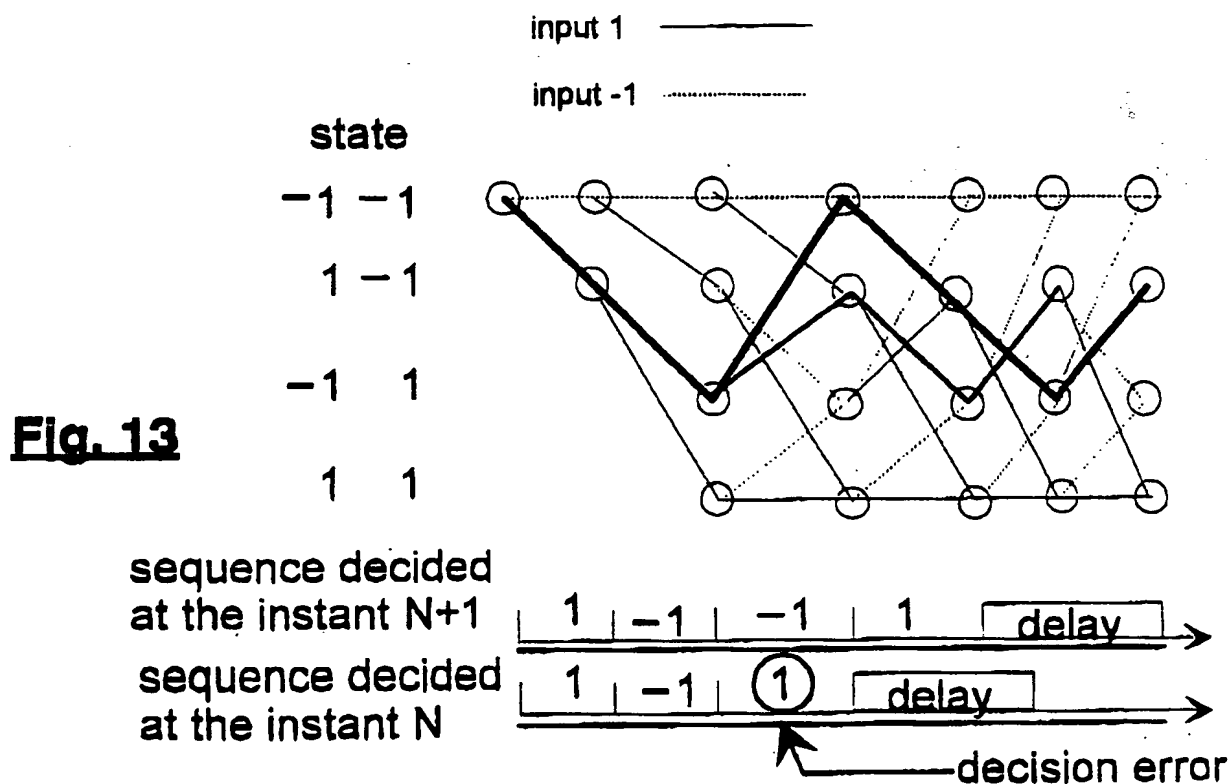 input 1
input -1
state
-1 -1
1 -1
-1 1
Fig. 13
1 1
sequence decided
at the instant N+1
1 -1 -1 1 delay
sequence decided
at the instant N
1 -1 1 delay
decision error